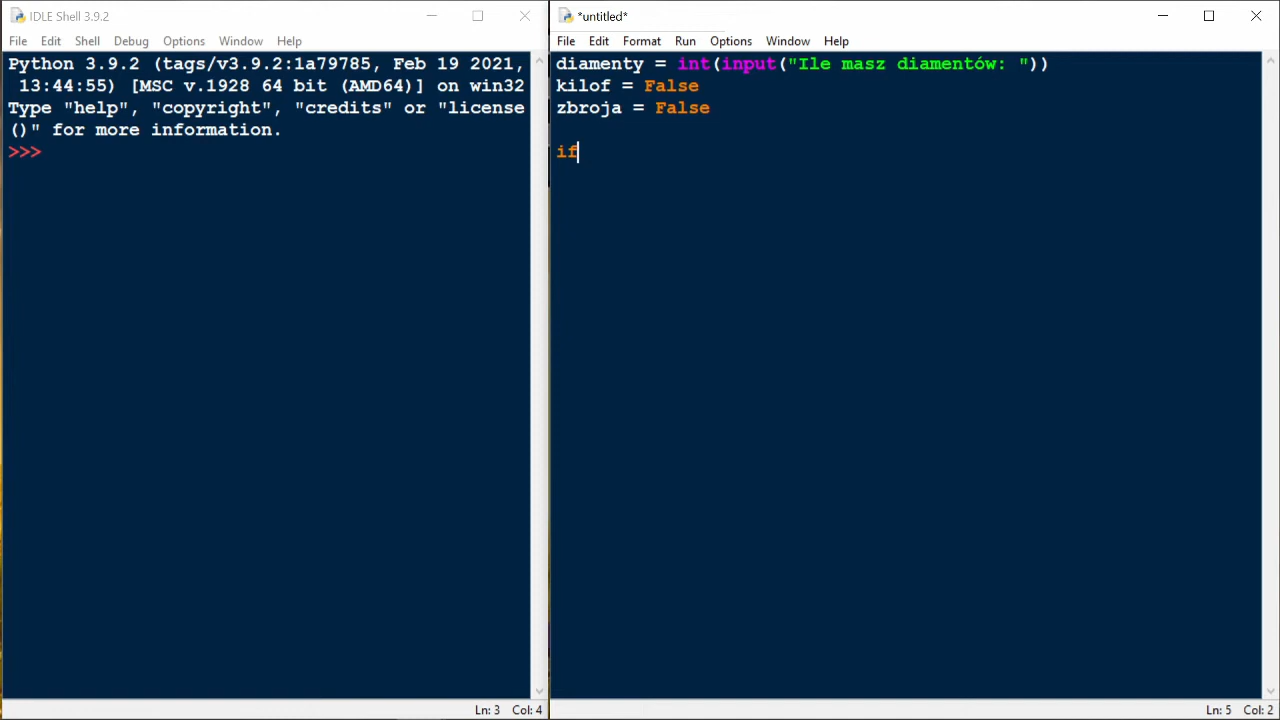 IDLE Shell 3.9.2
File Edit Shell Debug Options Window Help
Python 3.9.2 (tags/v3.9.2:1a79785, Feb 19 2021,
13:44:55) [MSC v.1928 64 bit (AMD64)] on win32
Type "help", "copyright", "credits" or "license
()" for more information.
>>>
Ln: 3 Col: 4
*untitled*
File Edit Format Run Options Window Help
diamenty = int(input("Ile masz diamentów: "))
kilof = False
zbroja = False
if
Ln: 5 Col: 2